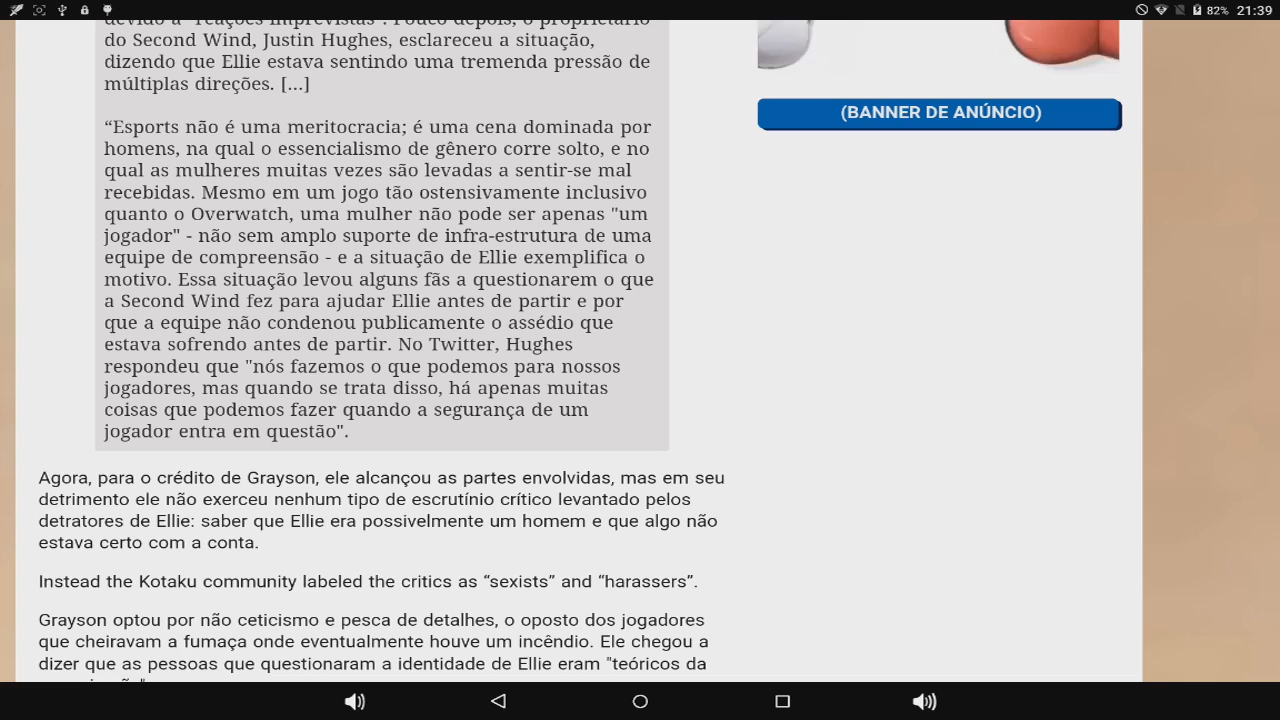 82% 21:39
devido a "reações imprevistas". Pouco depois, o proprietário
do Second Wind, Justin Hughes, esclareceu a situação,
dizendo que Ellie estava sentindo uma tremenda pressão de
múltiplas direções. [...]
“Esports não é uma meritocracia; é uma cena dominada por
homens, na qual o essencialismo de gênero corre solto, e no
qual as mulheres muitas vezes são levadas a sentir-se mal
recebidas. Mesmo em um jogo tão ostensivamente inclusivo
quanto o Overwatch, uma mulher não pode ser apenas "um
jogador" - não sem amplo suporte de infra-estrutura de uma
equipe de compreensão - e a situação de Ellie exemplifica o
motivo. Essa situação levou alguns fãs a questionarem o que
a Second Wind fez para ajudar Ellie antes de partir e por
que a equipe não condenou publicamente o assédio que
estava sofrendo antes de partir. No Twitter, Hughes
respondeu que "nós fazemos o que podemos para nossos
jogadores, mas quando se trata disso, há apenas muitas
coisas que podemos fazer quando a segurança de um
jogador entra em questão".
Agora, para o crédito de Grayson, ele alcançou as partes envolvidas, mas em seu
detrimento ele não exerceu nenhum tipo de escrutínio crítico levantado pelos
detratores de Ellie: saber que Ellie era possivelmente um homem e que algo não
estava certo com a conta.
Instead the Kotaku community labeled the critics as “sexists” and “harassers”.
Grayson optou por não ceticismo e pesca de detalhes, o oposto dos jogadores
que cheiravam a fumaça onde eventualmente houve um incêndio. Ele chegou a
dizer que as pessoas que questionaram a identidade de Ellie eram "teóricos da
(BANNER DE ANÚNCIO)